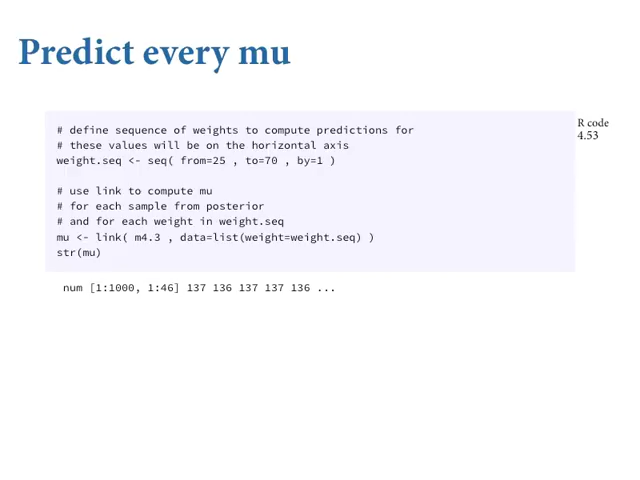 Predict every mu
# define sequence of weights to compute predictions for
# these values will be on the horizontal axis
weight.seq <- seq( from=25 , to=70 , by=1 )
# use link to compute mu
# for each sample from posterior
# and for each weight in weight.seq
mu <- link( m4.3 , data=list(weight=weight.seq) )
str(mu)
R code
4.53
num [1:1000, 1:46] 137 136 137 137 136 ...